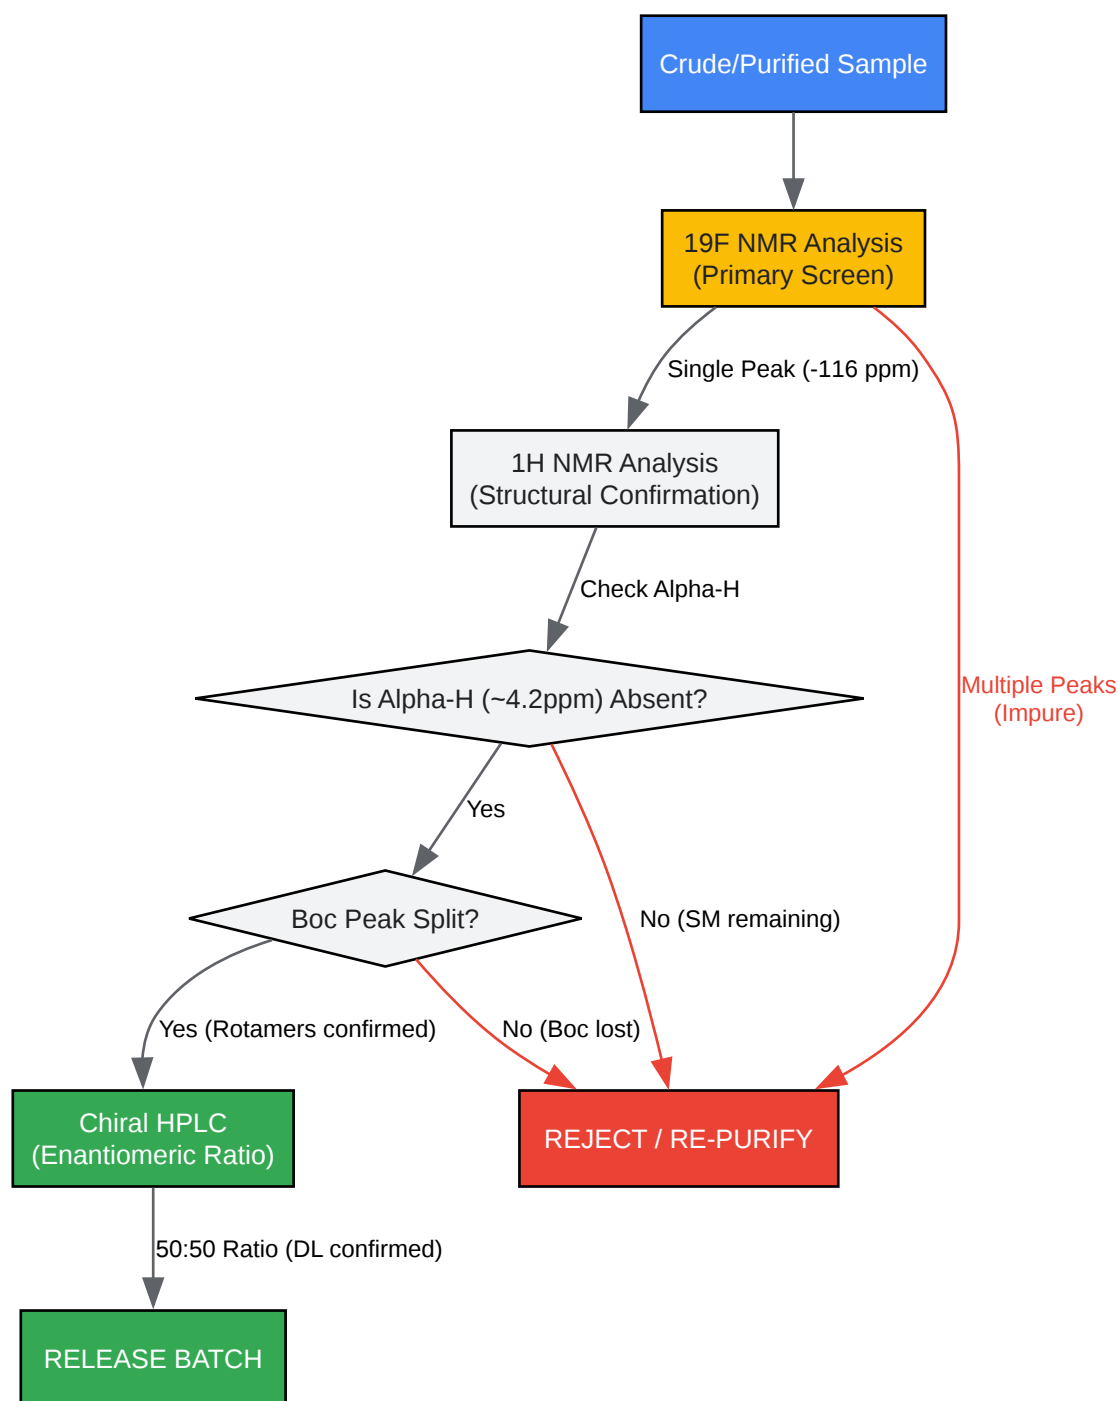 Crude/Purified Sample
19F NMR Analysis
(Primary Screen)
Single Peak (-116 ppm)
1H NMR Analysis
(Structural Confirmation)
Check Alpha-H
Multiple Peaks
(Impure)
Is Alpha-H (~4.2ppm) Absent?
Yes
Boc Peak Split?
No (SM remaining)
Yes (Rotamers confirmed)
No (Boc lost)
Chiral HPLC
(Enantiomeric Ratio)
REJECT / RE-PURIFY
50:50 Ratio (DL confirmed)
RELEASE BATCH